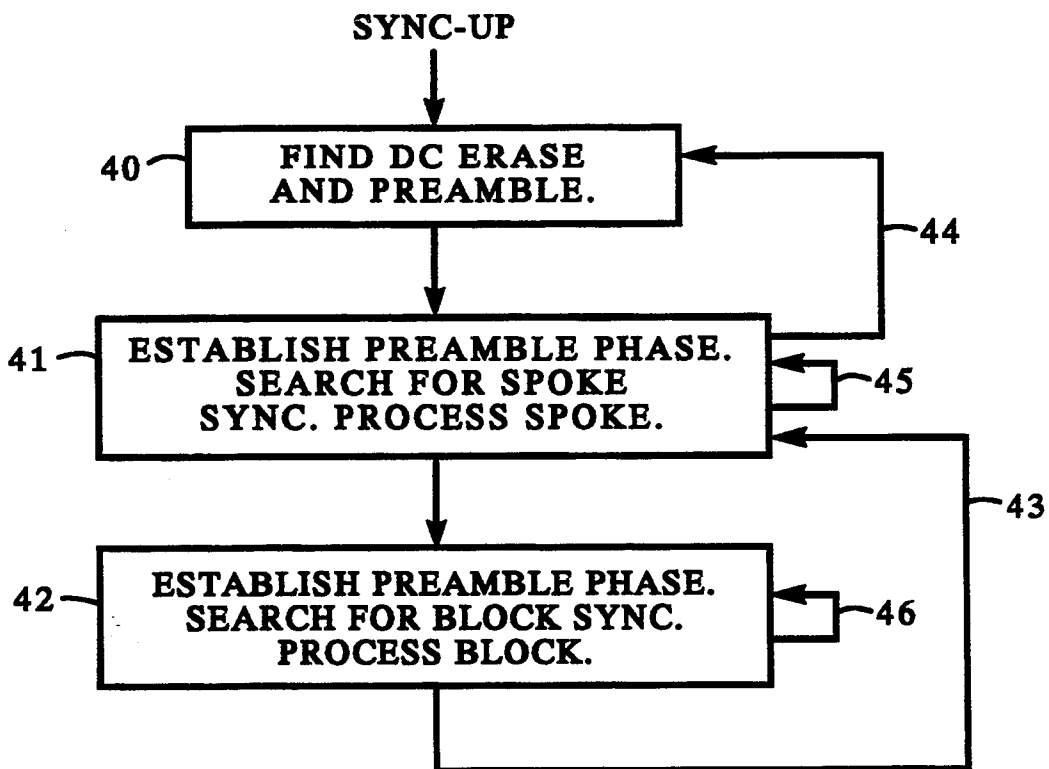 SYNC-UP
40
FIND DC ERASE
AND PREAMBLE.
44
41
ESTABLISH PREAMBLE PHASE.
SEARCH FOR SPOKE
SYNC. PROCESS SPOKE.
45
43
42
ESTABLISH PREAMBLE PHASE.
SEARCH FOR BLOCK SYNC.
PROCESS BLOCK.
46